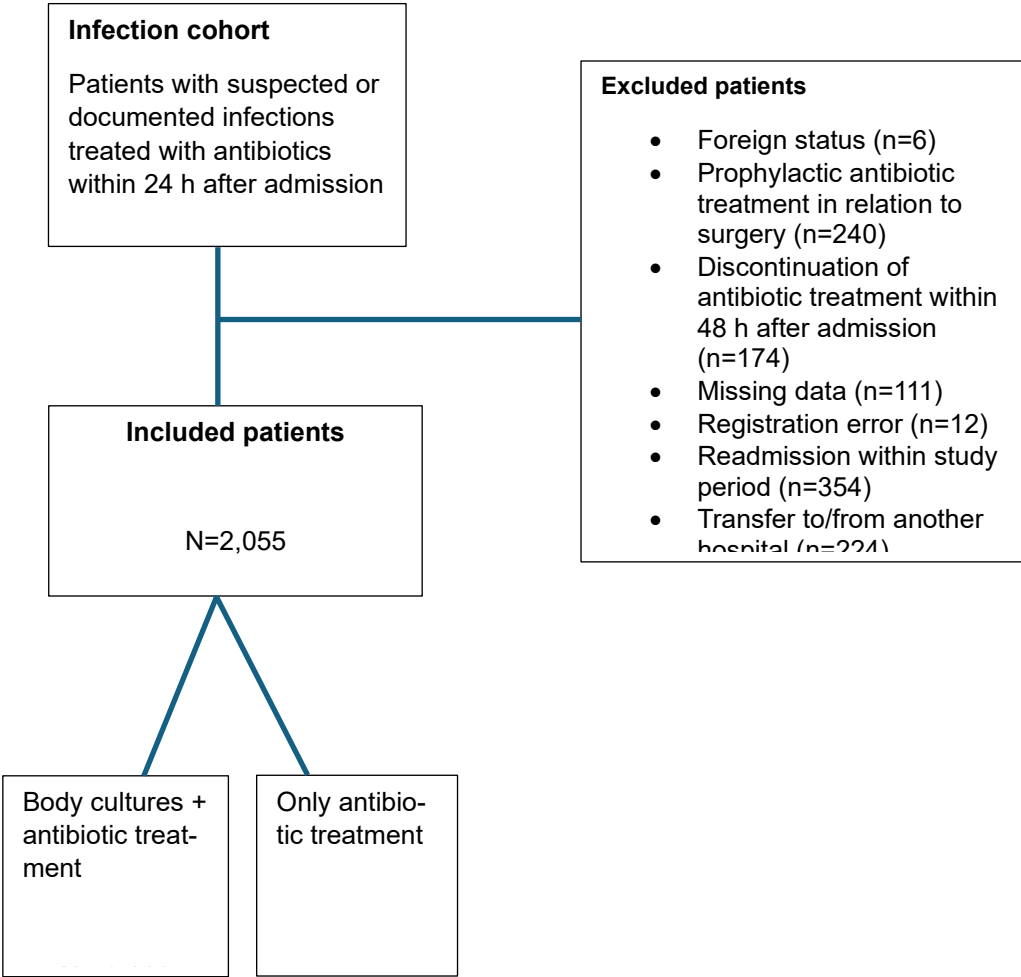 Infection cohort
Patients with suspected or
documented infections
treated with antibiotics
within 24 h after admission
Excluded patients
• Foreign status (n=6)
• Prophylactic antibiotic
treatment in relation to
surgery (n=240)
• Discontinuation of
antibiotic treatment within
48 h after admission
(n=174)
• Missing data (n=111)
• Registration error (n=12)
• Readmission within study
period (n=354)
• Transfer to/from another
hospital (n=224)
Included patients
N=2,055
Body cultures +
antibiotic treat-
ment
Only antibio-
tic treatment